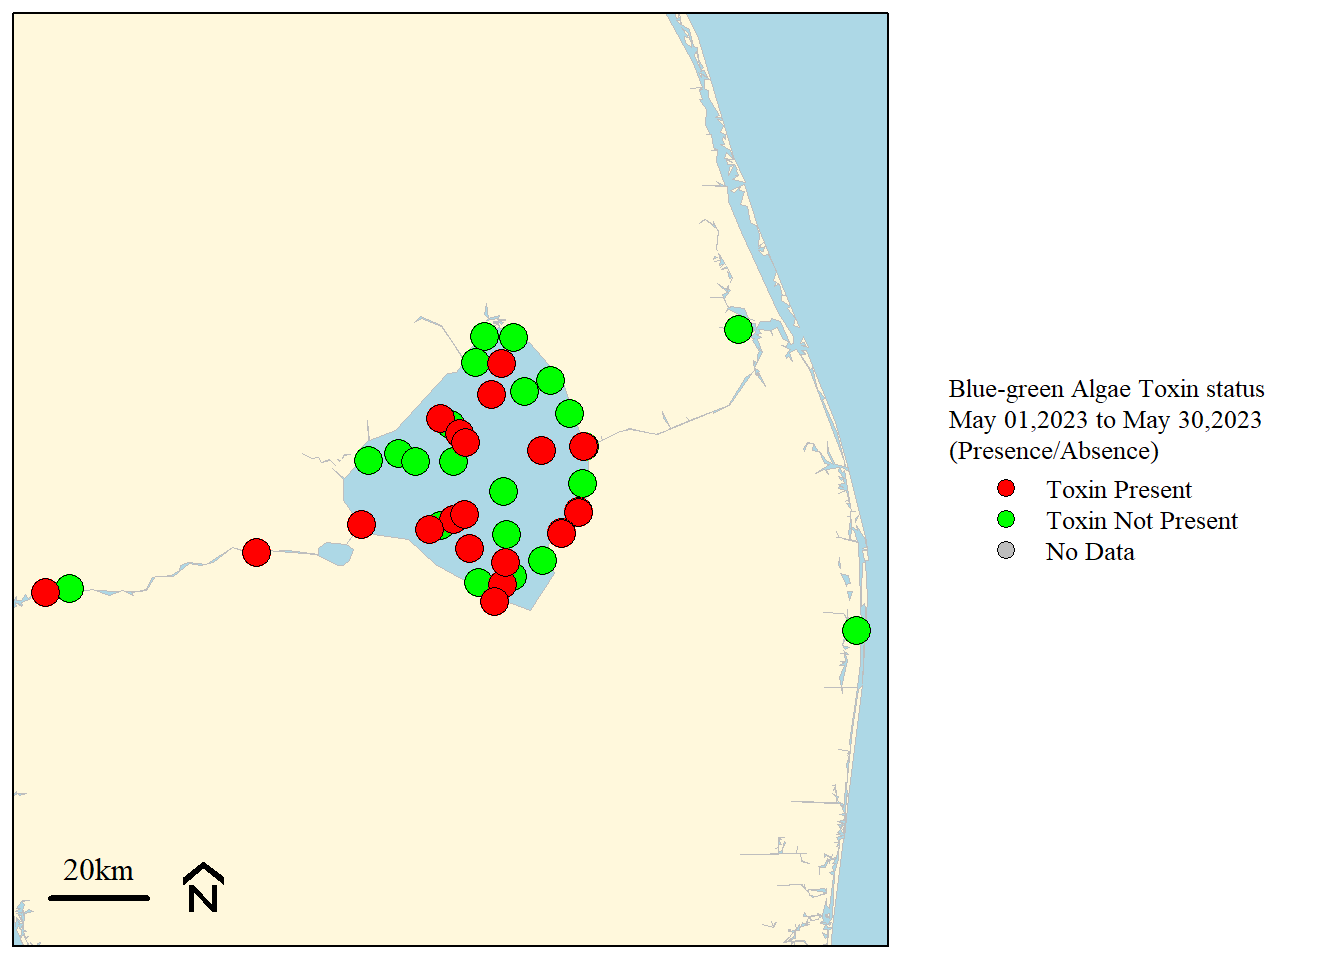 Blue-green Algae Toxin status
May 01,2023 to May 30,2023
(Presence/Absence)
Toxin Present
Toxin Not Present
No Data
20km
N